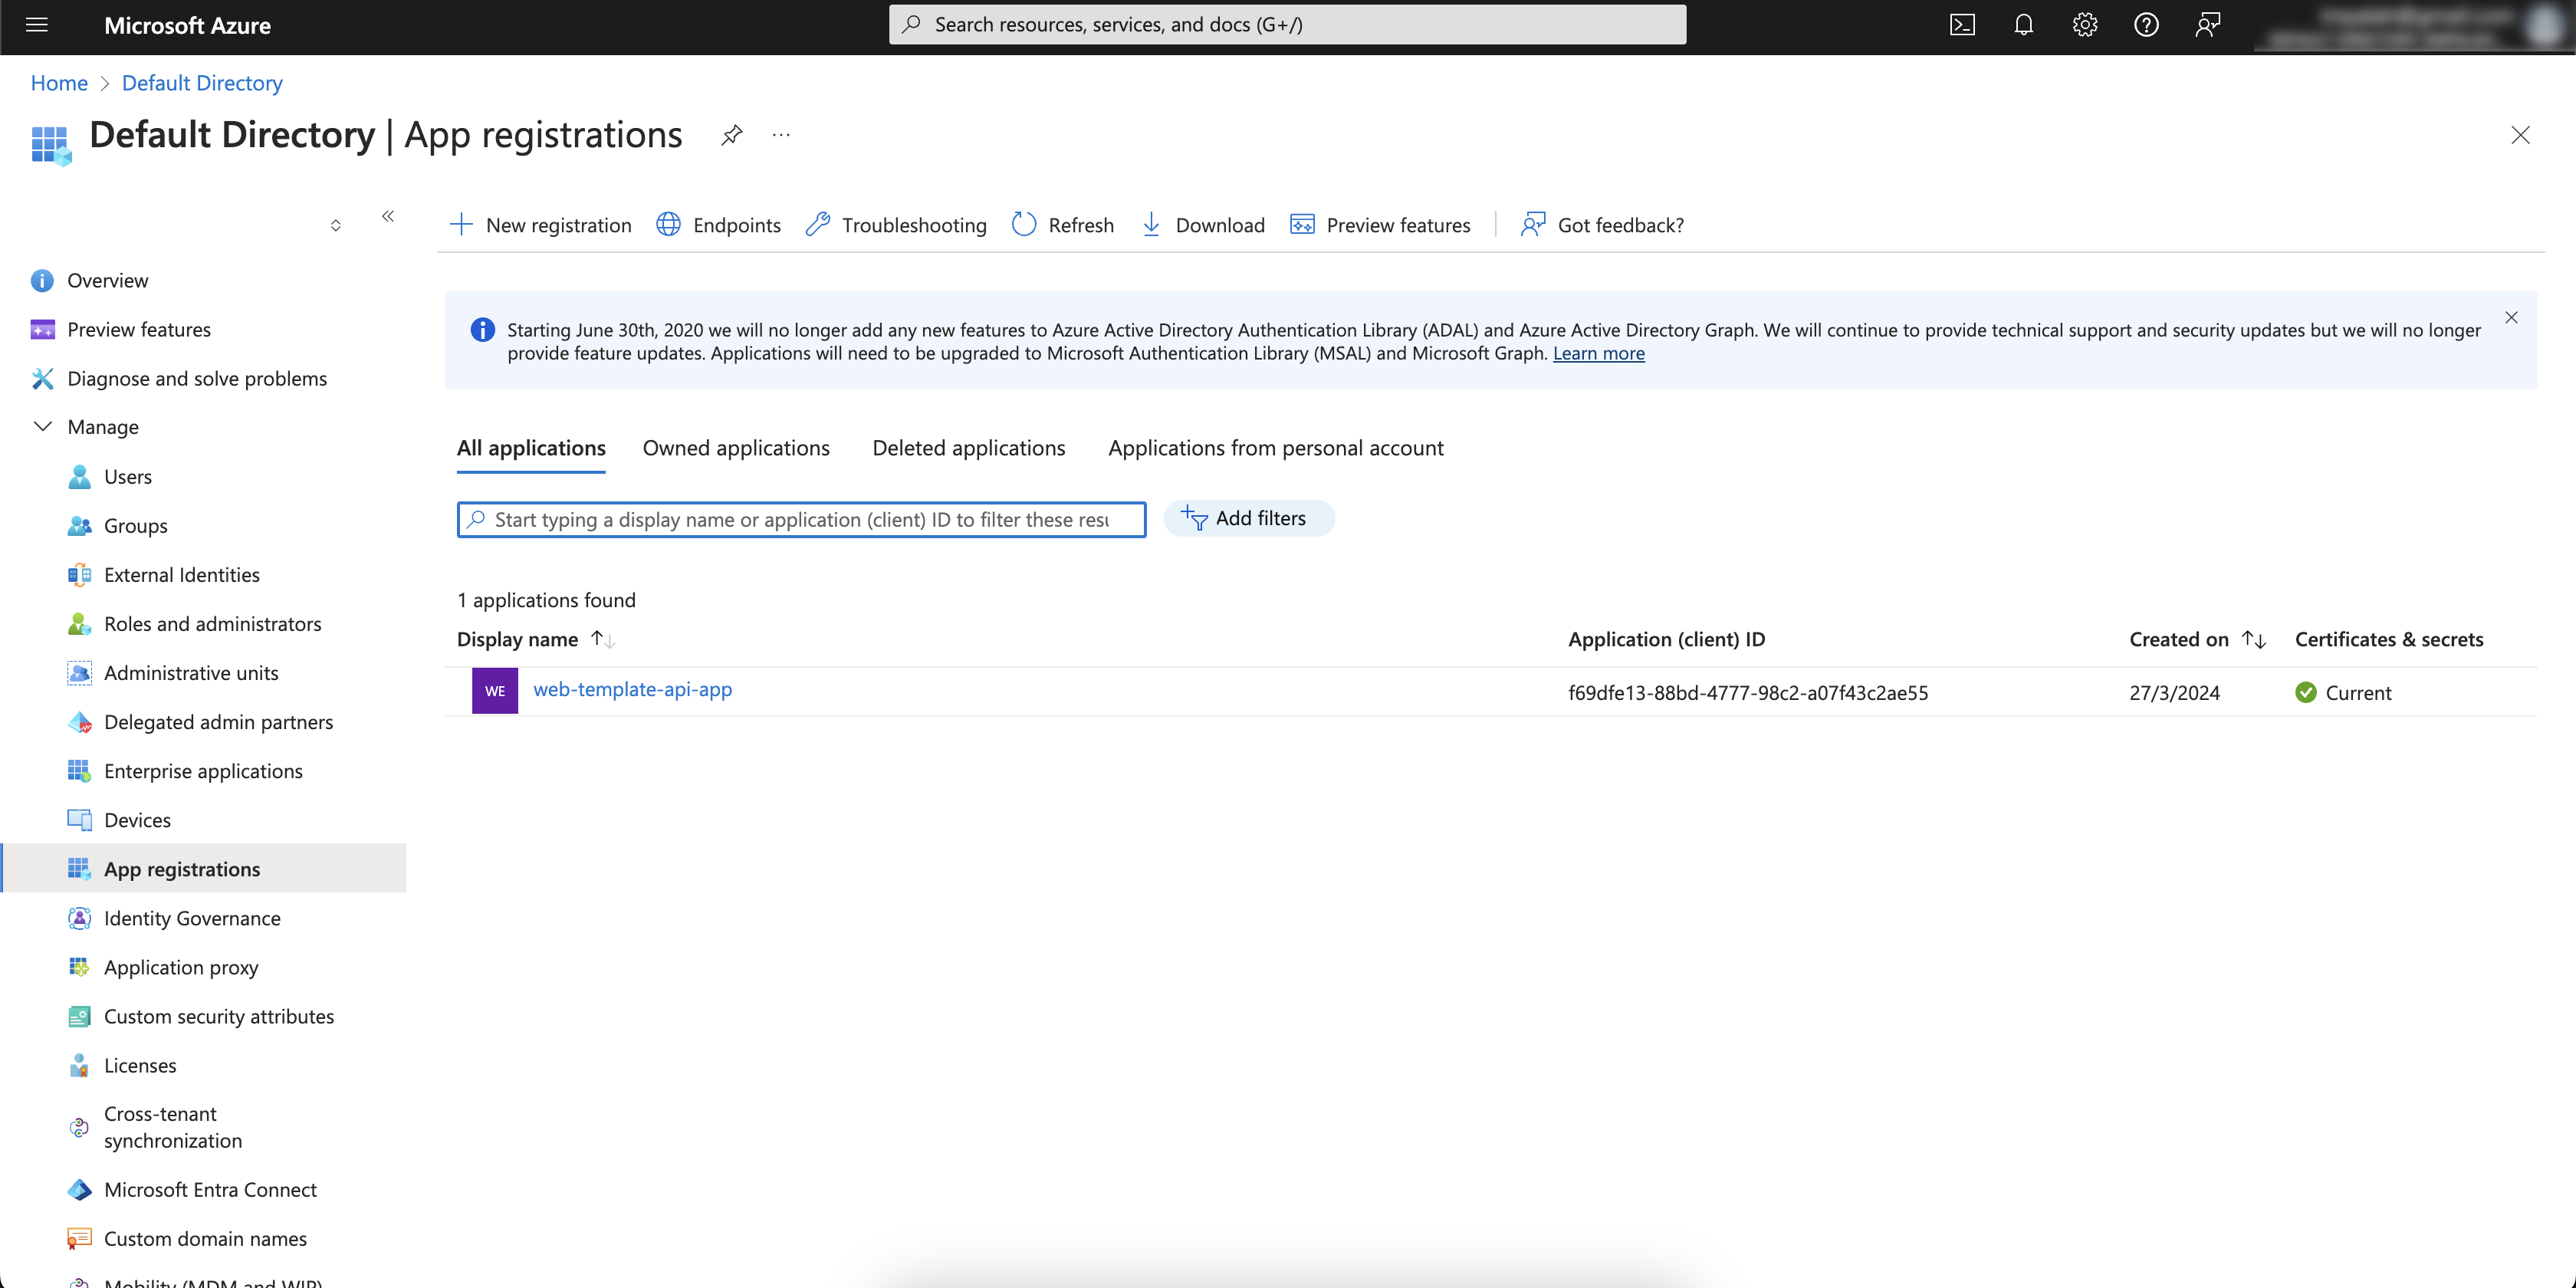 Microsoft Azure
Search resources, services, and docs (G+/)
Home > Default Directory
Default Directory | App registrations
New registration
Endpoints
Troubleshooting
Refresh
Download
Preview features
Got feedback?
Overview
Preview features
Diagnose and solve problems
Manage
Users
Groups
External Identities
Roles and administrators
Administrative units
Delegated admin partners
Enterprise applications
Devices
App registrations
Identity Governance
Application proxy
Custom security attributes
Licenses
Cross-tenant
synchronization
Microsoft Entra Connect
Custom domain names
Mobility (MDM and WIP)
Starting June 30th, 2020 we will no longer add any new features to Azure Active Directory Authentication Library (ADAL) and Azure Active Directory Graph. We will continue to provide technical support and security updates but we will no longer
provide feature updates. Applications will need to be upgraded to Microsoft Authentication Library (MSAL) and Microsoft Graph. Learn more
All applications
Owned applications
Deleted applications
Applications from personal account
Start typing a display name or application (client) ID to filter these resu
Add filters
1 applications found
Display name
Application (client) ID
Created on
Certificates & secrets
WE
web-template-api-app
f69dfe13-88bd-4777-98c2-a07f43c2ae55
27/3/2024
Current